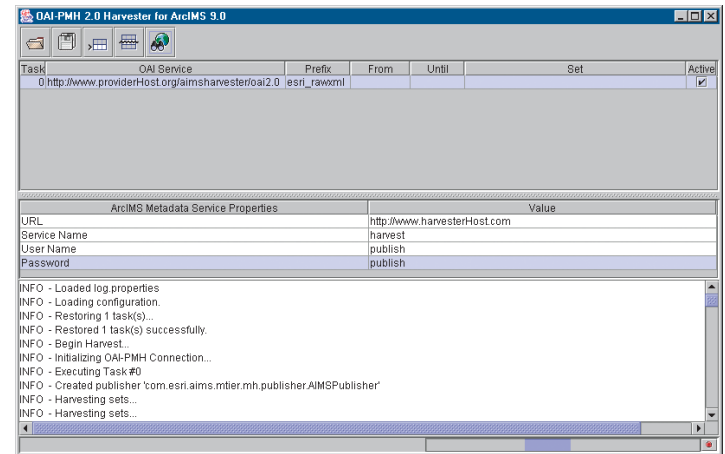 OAI-PMH 2.0 Harvester for ArcIMS 9.0
Task OAI Service Prefix From Until Set Active
0 http://www.providerHost.org/aimsharvester/oai2.0 esri_rawxml
ArcIMS Metadata Service Properties Value
URL http://www.harvesterHost.com
Service Name harvest
User Name publish
Password publish
INFO - Loaded log.properties
INFO - Loading configuration.
INFO - Restoring 1 task(s)...
INFO - Restored 1 task(s) successfully.
INFO - Begin Harvest...
INFO - Initializing OAI-PMH Connection...
INFO - Executing Task #0
INFO - Created publisher 'com.esri.aims.mtier.mh.publisher.AIMSPublisher'
INFO - Harvesting sets...
INFO - Harvesting sets...